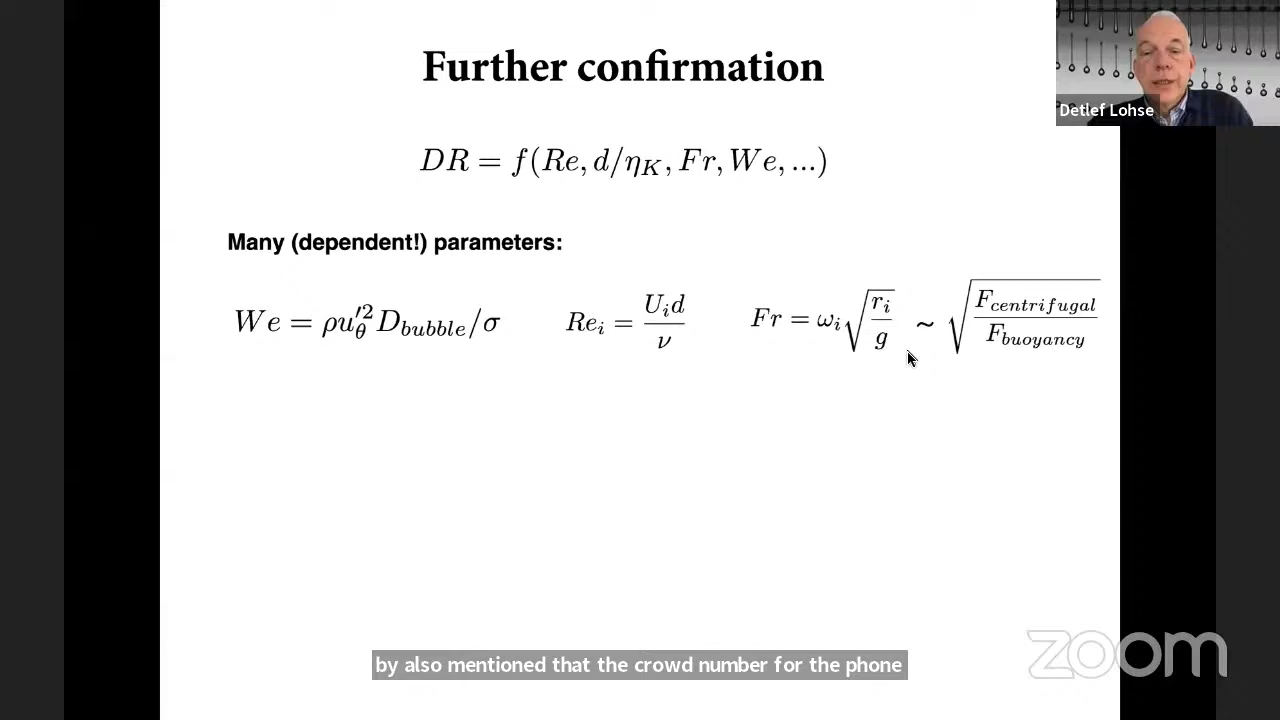 Further confirmation
Detlef Lohse
DR = f(Re, d/η_K, Fr, We, ...)
Many (dependent!) parameters:
We = ρu′²_θ D_bubble/σ
Re_i = U_i d / ν
Fr = ω_i √(r_i / g) ~ √(F_centrifugal / F_buoyancy)
by also mentioned that the crowd number for the phone
zoom